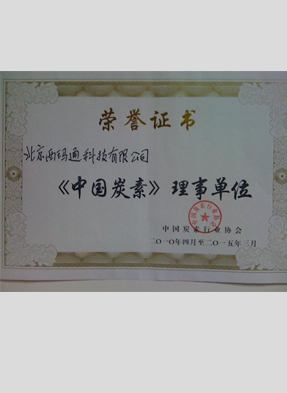 荣誉证书
北京西玛通科技有限公司
《中国炭素》理事单位
中国炭素行业协会
二〇一〇年四月至二〇一五年三月